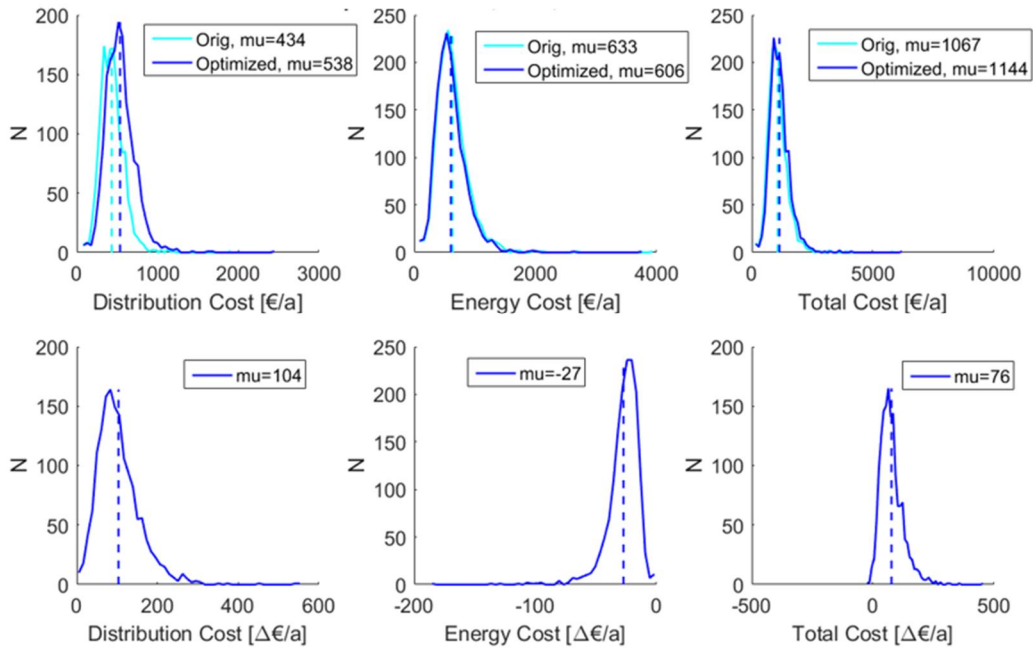 200
150
100
50
0
N
0 1000 2000 3000
Distribution Cost [€/a]
Orig, mu=434
Optimized, mu=538
250
200
150
100
50
0
N
0 2000 4000
Energy Cost [€/a]
Orig, mu=633
Optimized, mu=606
250
200
150
100
50
0
N
0 5000 10000
Total Cost [€/a]
Orig, mu=1067
Optimized, mu=1144
200
150
100
50
0
N
0 200 400 600
Distribution Cost [Δ€/a]
mu=104
250
200
150
100
50
0
N
-200 -100 0
Energy Cost [Δ€/a]
mu=-27
200
150
100
50
0
N
-500 0 500
Total Cost [Δ€/a]
mu=76